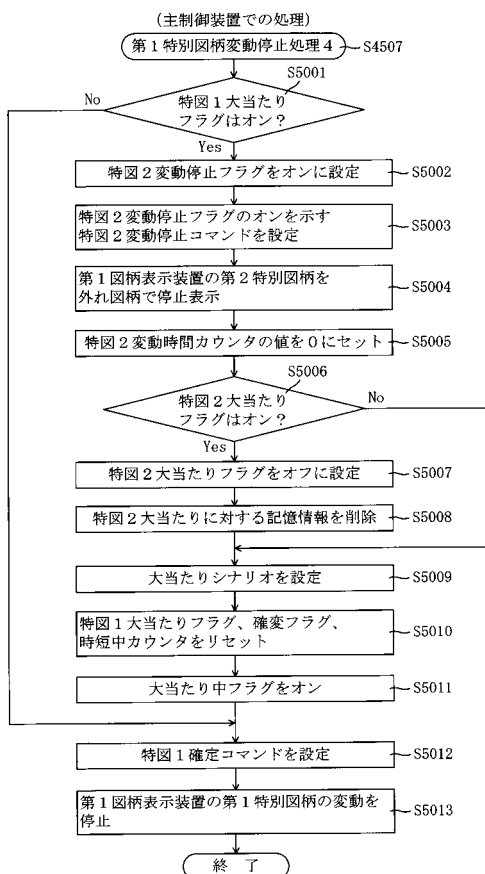 (主制御装置での処理)
第1特別図柄変動停止処理4
S4507
S5001
No
特図1大当たり
フラグはオン?
Yes
特図2変動停止フラグをオンに設定
S5002
特図2変動停止フラグのオンを示す
特図2変動停止コマンドを設定
S5003
第1図柄表示装置の第2特別図柄を
外れ図柄で停止表示
S5004
特図2変動時間カウンタの値を0にセット
S5005
S5006
特図2大当たり
フラグはオン?
No
Yes
特図2大当たりフラグをオフに設定
S5007
特図2大当たりに対する記憶情報を削除
S5008
大当たりシナリオを設定
S5009
特図1大当たりフラグ、確変フラグ、
時短中カウンタをリセット
S5010
大当たり中フラグをオン
S5011
特図1確定コマンドを設定
S5012
第1図柄表示装置の第1特別図柄の変動を
停止
S5013
終了